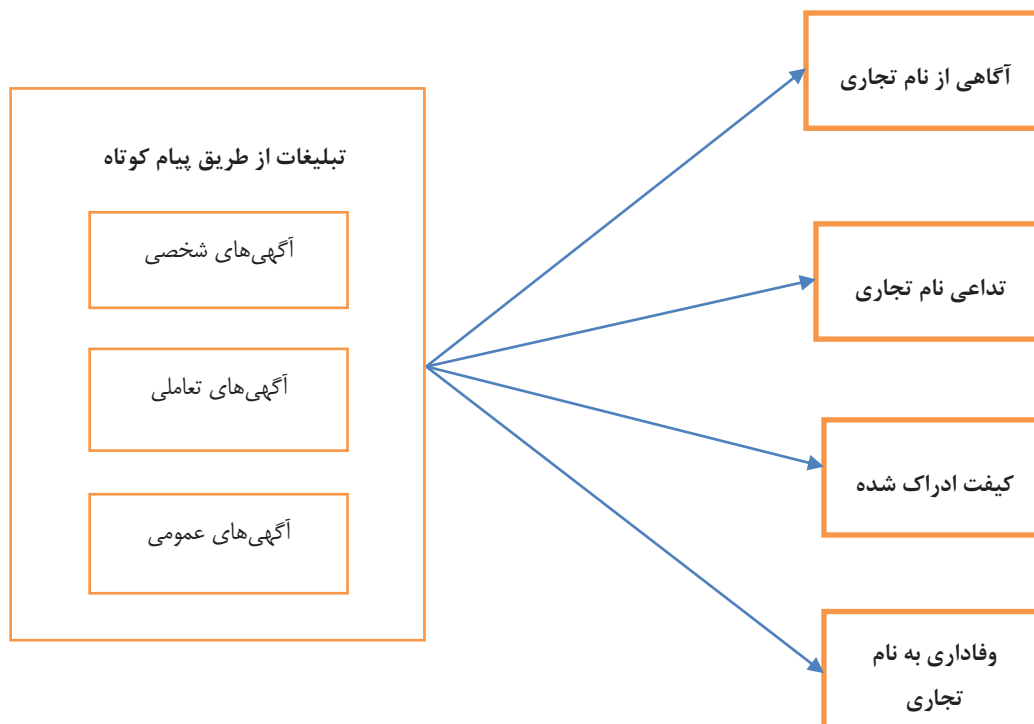 آگاهی از نام تجاری
تبلیغات از طریق پیام کوتاه
آگهی‌های شخصی
تداعی نام تجاری
آگهی‌های تعاملی
کیفت ادراک شده
آگهی‌های عمومی
وفاداری به نام
تجاری